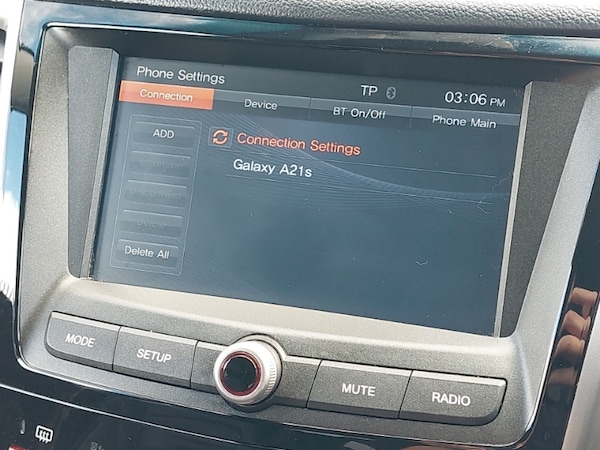 Phone Settings
TP
03:06 PM
Connection
Device
BT On/Off
Phone Main
ADD
Connection Settings
Galaxy A21s
Delete
Delete All
MODE
SETUP
MUTE
RADIO